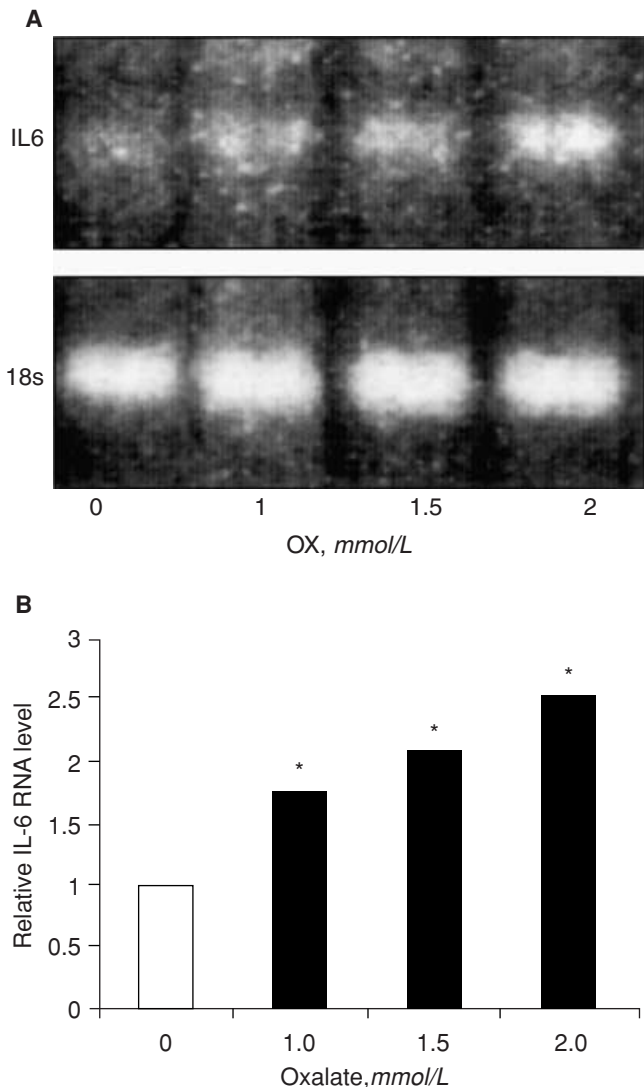 A
IL6
18s
0 1 1.5 2
OX, mmol/L
B
Relative IL-6 RNA level
3
2.5
2
1.5
1
0.5
0
*
*
*
0 1.0 1.5 2.0
Oxalate,mmol/L